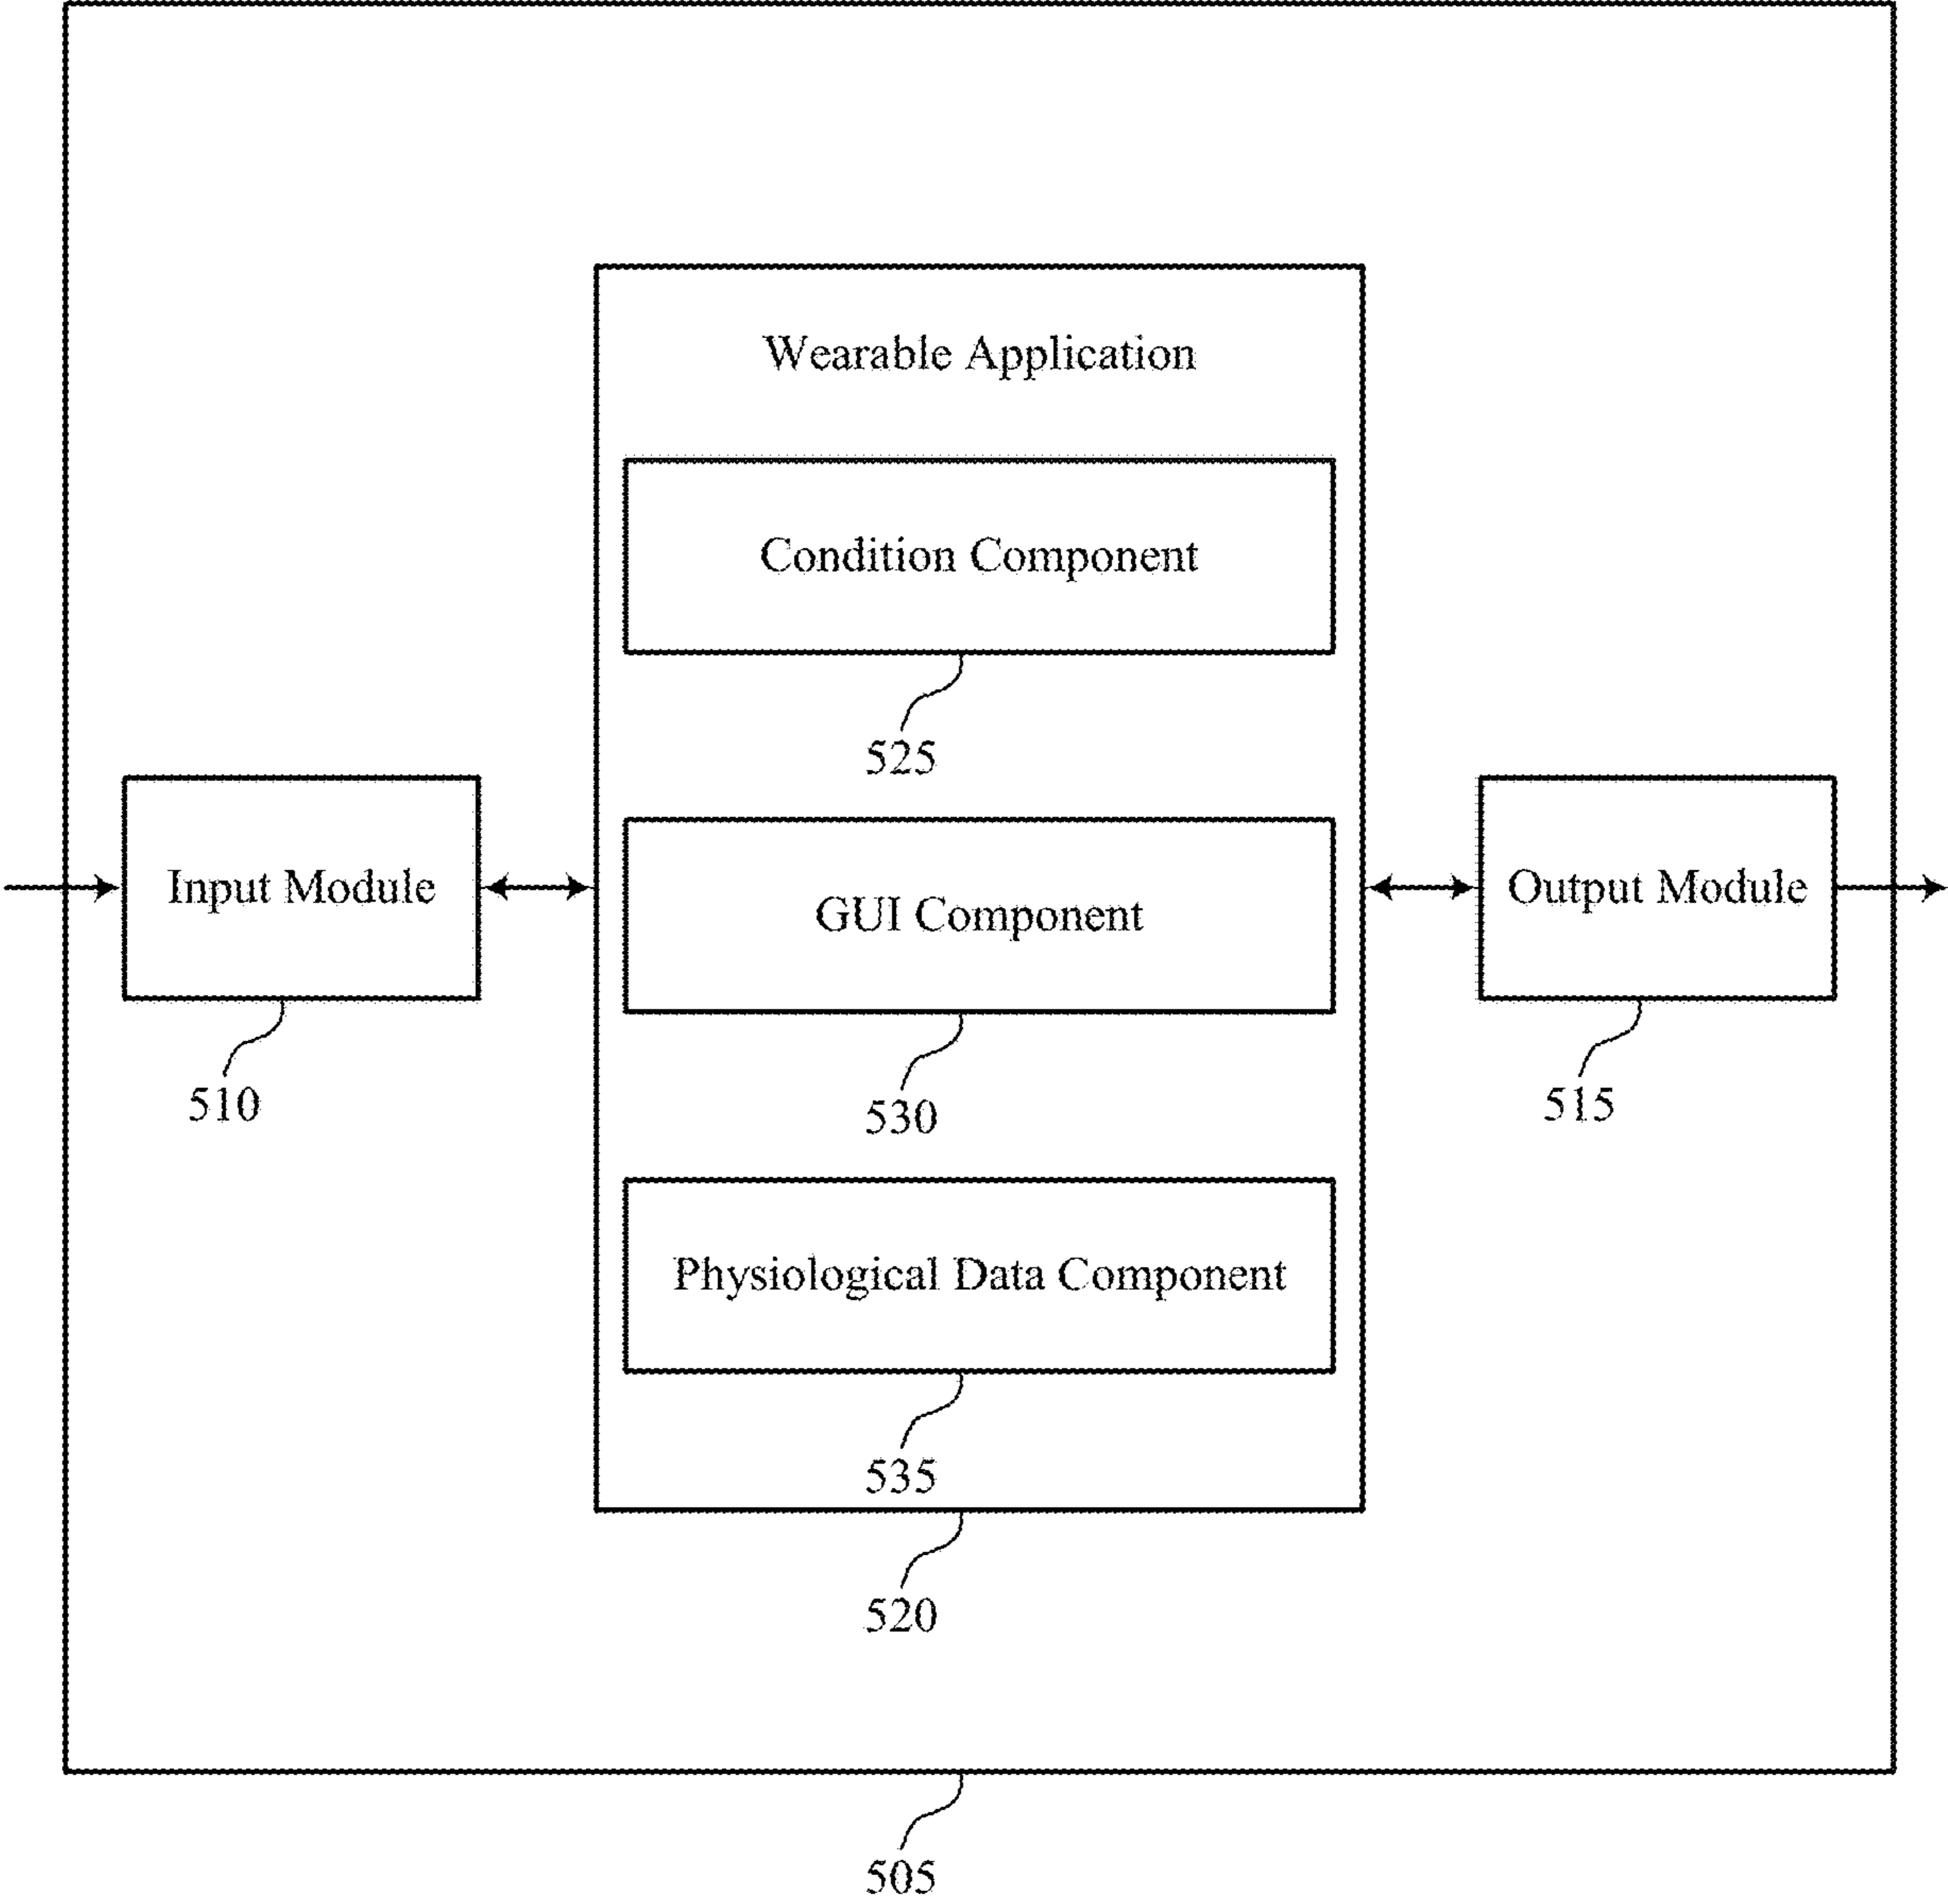 Wearable Application
Condition Component
525
Input Module
510
GUI Component
530
Output Module
515
Physiological Data Component
535
520
505